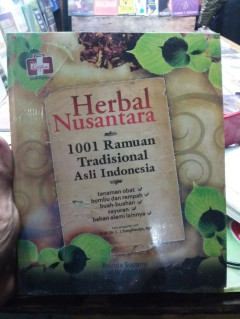 Herbal
Nusantara
1001 Ramuan
Tradisional
Asli Indonesia
tanaman obat
bumbu dan rempah
buah-buahan
sayuran
bahan alami lainnya